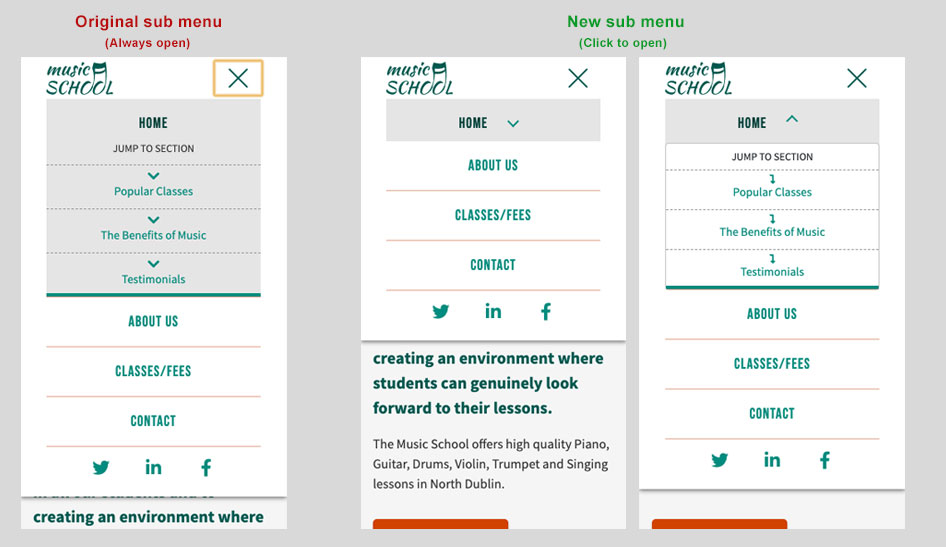 Original sub menu
(Always open)
music
SCHOOL
HOME
JUMP TO SECTION
Popular Classes
The Benefits of Music
Testimonials
ABOUT US
CLASSES/FEES
CONTACT
creating an environment where
New sub menu
(Click to open)
music
SCHOOL
HOME
ABOUT US
CLASSES/FEES
CONTACT
creating an environment where
students can genuinely look
forward to their lessons.
The Music School offers high quality Piano,
Guitar, Drums, Violin, Trumpet and Singing
lessons in North Dublin.
music
SCHOOL
HOME
JUMP TO SECTION
Popular Classes
The Benefits of Music
Testimonials
ABOUT US
CLASSES/FEES
CONTACT